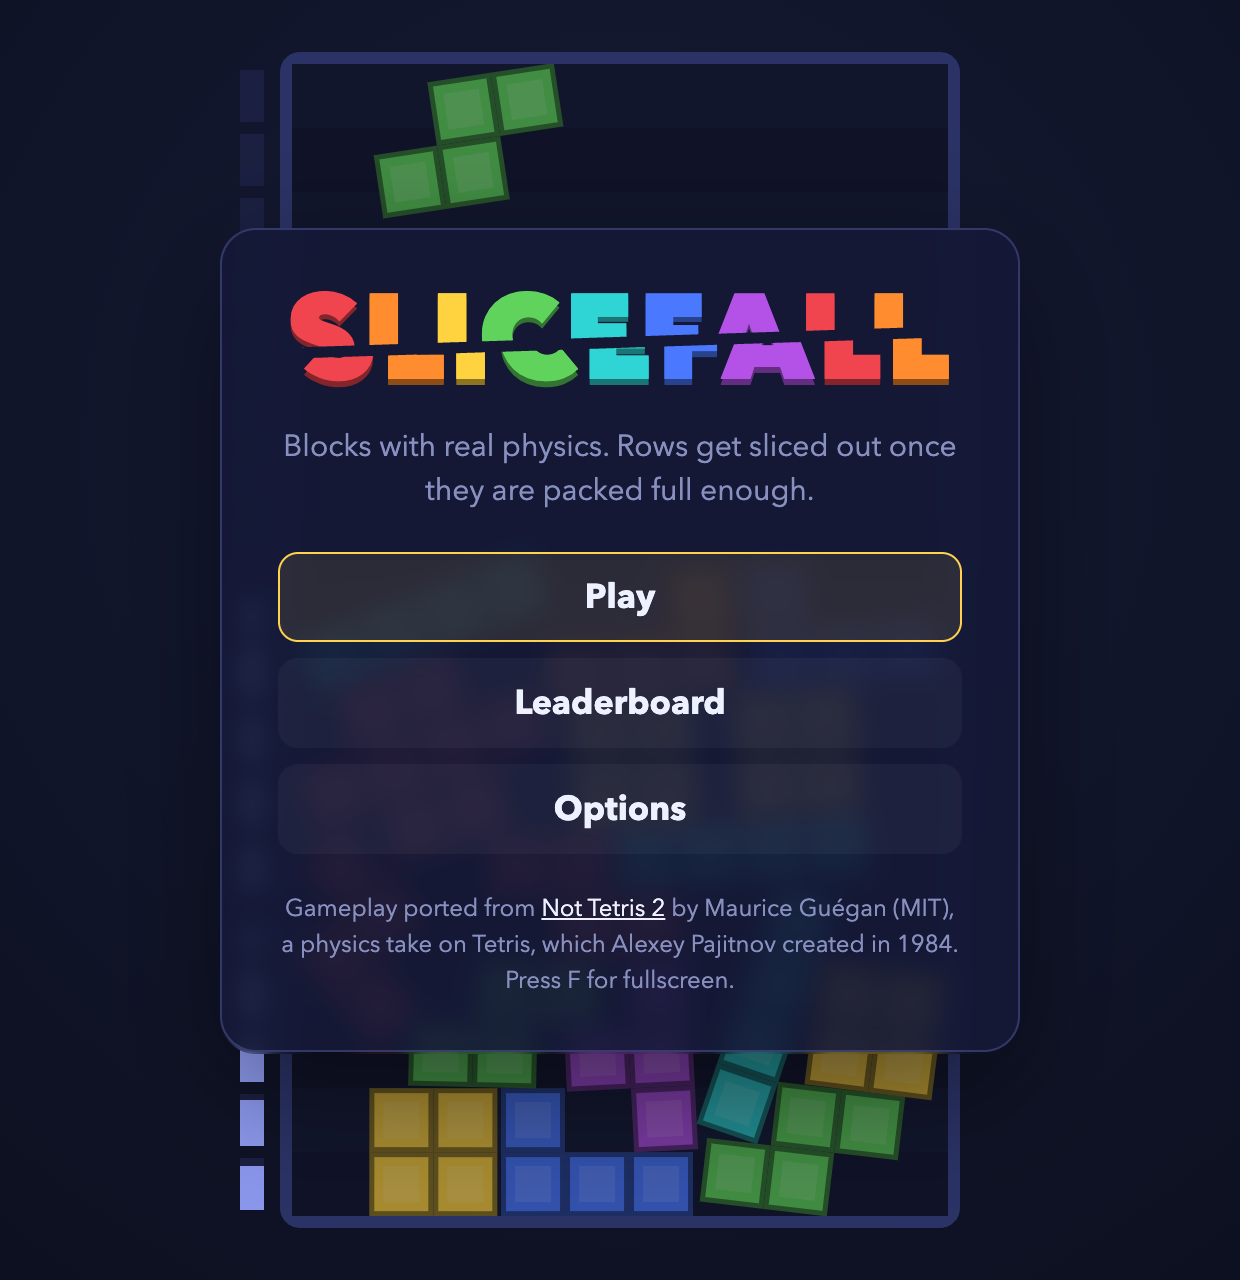 SLICEFALL
Blocks with real physics. Rows get sliced out once
they are packed full enough.
Play
Leaderboard
Options
Gameplay ported from Not Tetris 2 by Maurice Guégan (MIT),
a physics take on Tetris, which Alexey Pajitnov created in 1984.
Press F for fullscreen.